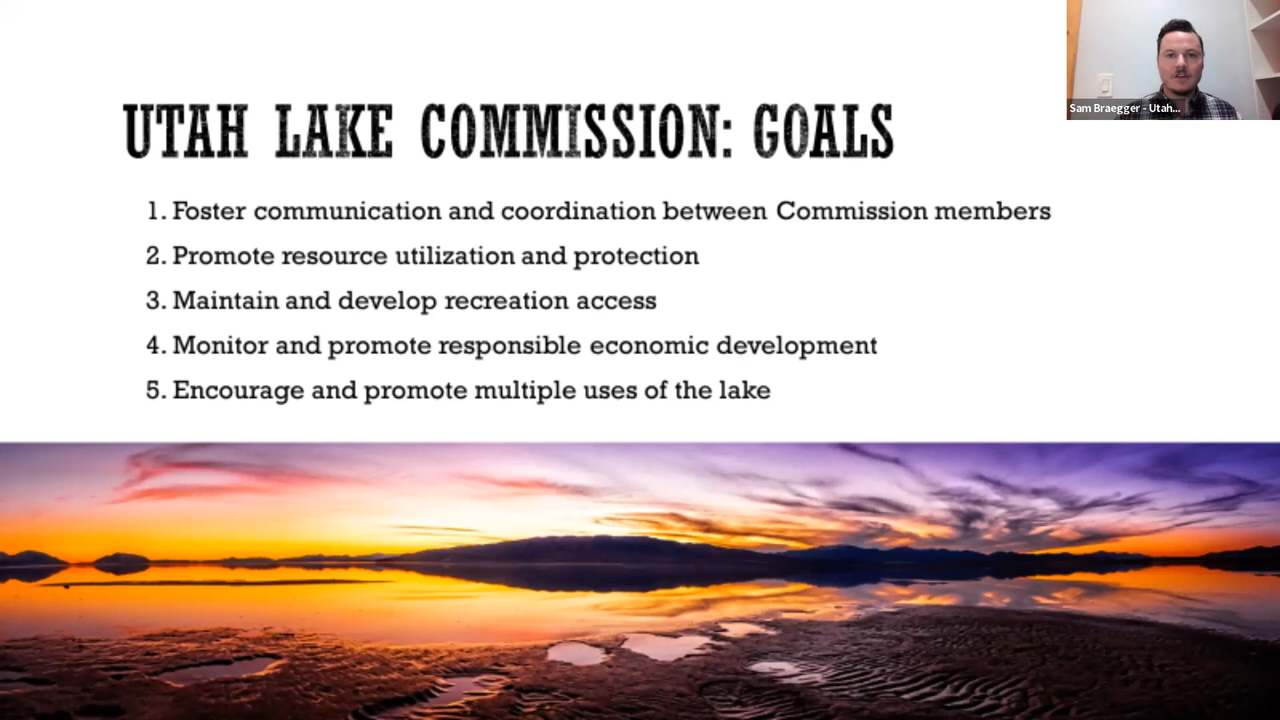 Sam Braegger - Utah...
UTAH LAKE COMMISSION: GOALS
1. Foster communication and coordination between Commission members
2. Promote resource utilization and protection
3. Maintain and develop recreation access
4. Monitor and promote responsible economic development
5. Encourage and promote multiple uses of the lake